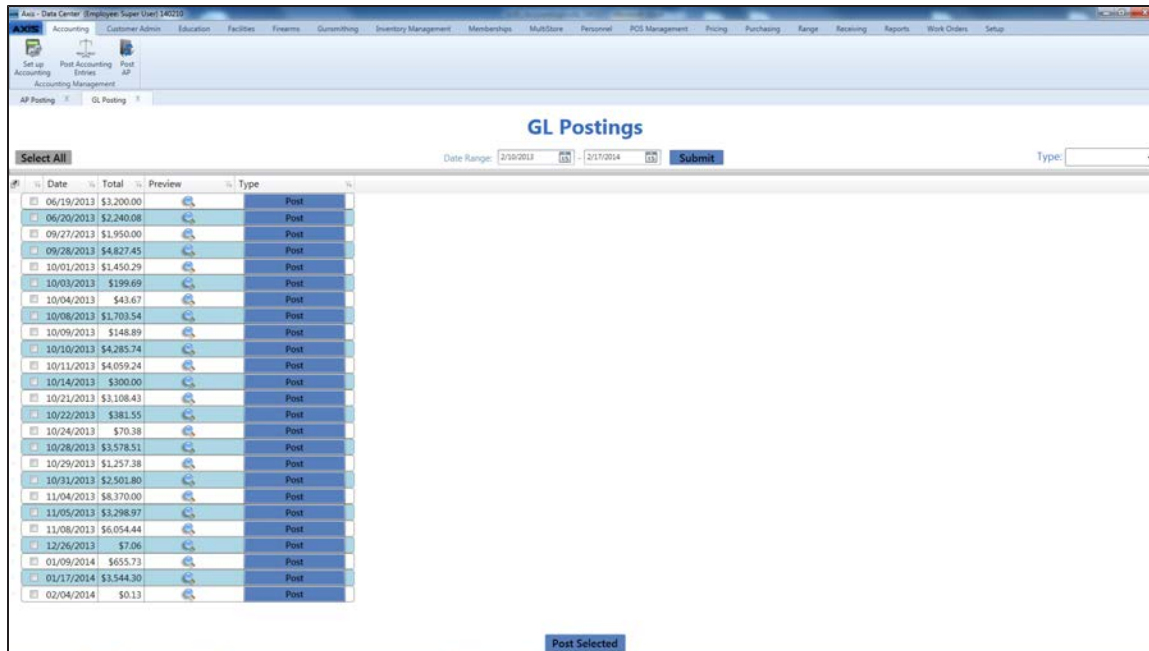 Axis - Data Center (Employee: Super User) 140210
AXIS Accounting Customer Admin Education Facilities Firearms Gunsmithing Inventory Management Memberships MultiStore Personnel POS Management Pricing Purchasing Range Receiving Reports Work Orders Setup
Set up Accounting Post Accounting Entries Post AP
Accounting Management
AP Posting X GL Posting X
GL Postings
Select All Date Range: 2/10/2013 15 - 2/17/2014 15 Submit Type:
Date Total Preview Type
06/19/2013 $3,200.00 Post
06/20/2013 $2,240.08 Post
09/27/2013 $1,950.00 Post
09/28/2013 $4,827.45 Post
10/01/2013 $1,450.29 Post
10/03/2013 $199.69 Post
10/04/2013 $43.67 Post
10/08/2013 $1,703.54 Post
10/09/2013 $148.89 Post
10/10/2013 $4,285.74 Post
10/11/2013 $4,059.24 Post
10/14/2013 $300.00 Post
10/21/2013 $3,108.43 Post
10/22/2013 $381.55 Post
10/24/2013 $70.38 Post
10/28/2013 $3,578.51 Post
10/29/2013 $1,257.38 Post
10/31/2013 $2,501.80 Post
11/04/2013 $8,370.00 Post
11/05/2013 $3,298.97 Post
11/08/2013 $6,054.44 Post
12/26/2013 $7.06 Post
01/09/2014 $655.73 Post
01/17/2014 $3,544.30 Post
02/04/2014 $0.13 Post
Post Selected